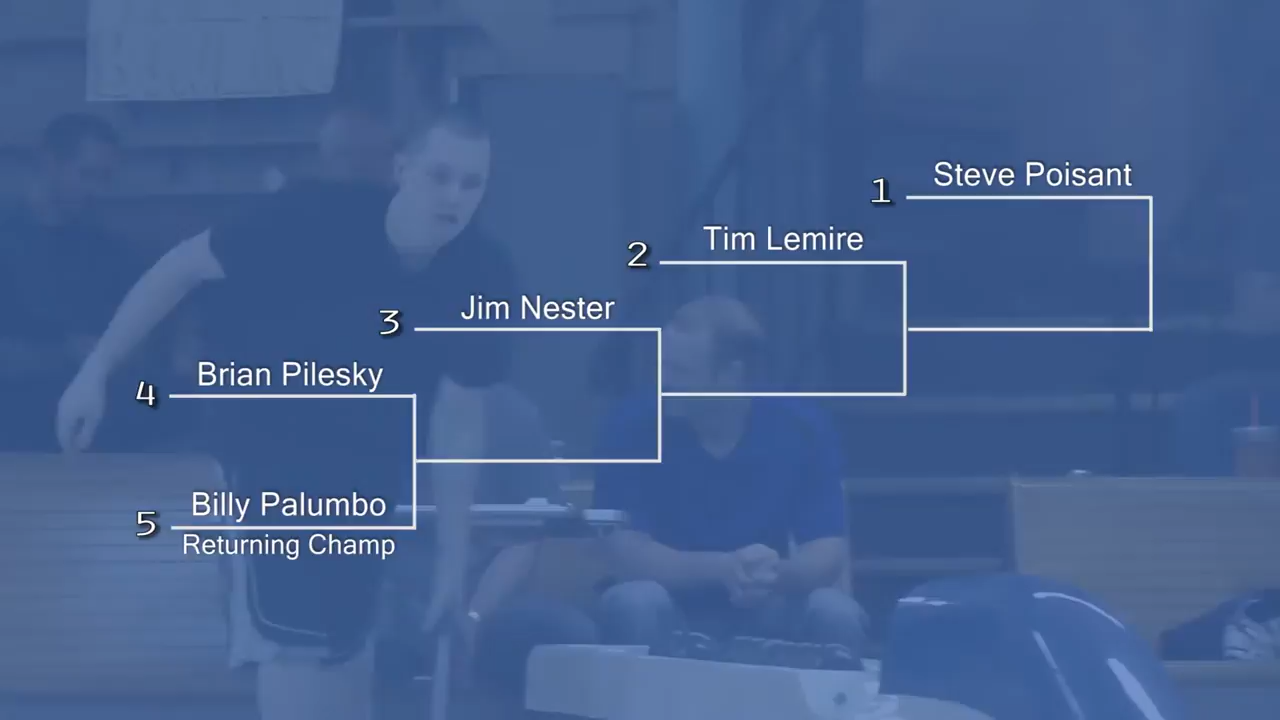 1 Steve Poisant
2 Tim Lemire
3 Jim Nester
4 Brian Pilesky
5 Billy Palumbo
Returning Champ